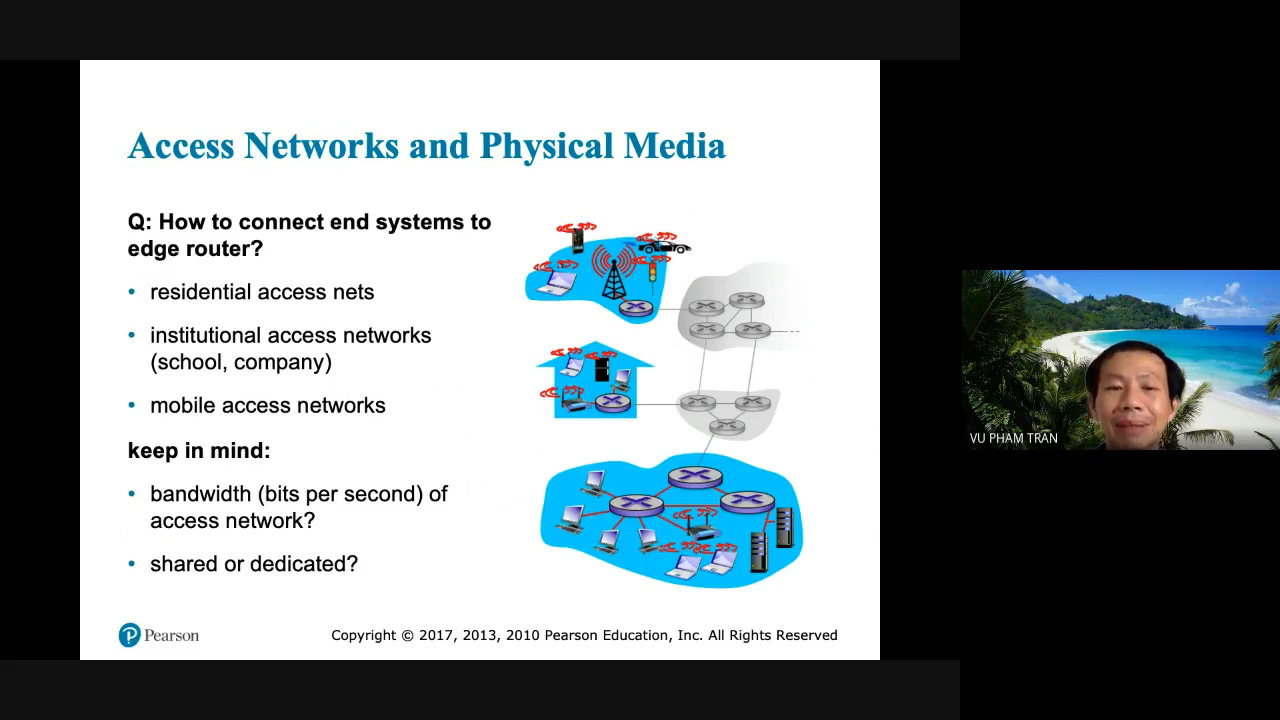 Access Networks and Physical Media
Q: How to connect end systems to
edge router?
• residential access nets
• institutional access networks
(school, company)
• mobile access networks
keep in mind:
• bandwidth (bits per second) of
access network?
• shared or dedicated?
Pearson
Copyright © 2017, 2013, 2010 Pearson Education, Inc. All Rights Reserved
VU PHAM TRAN